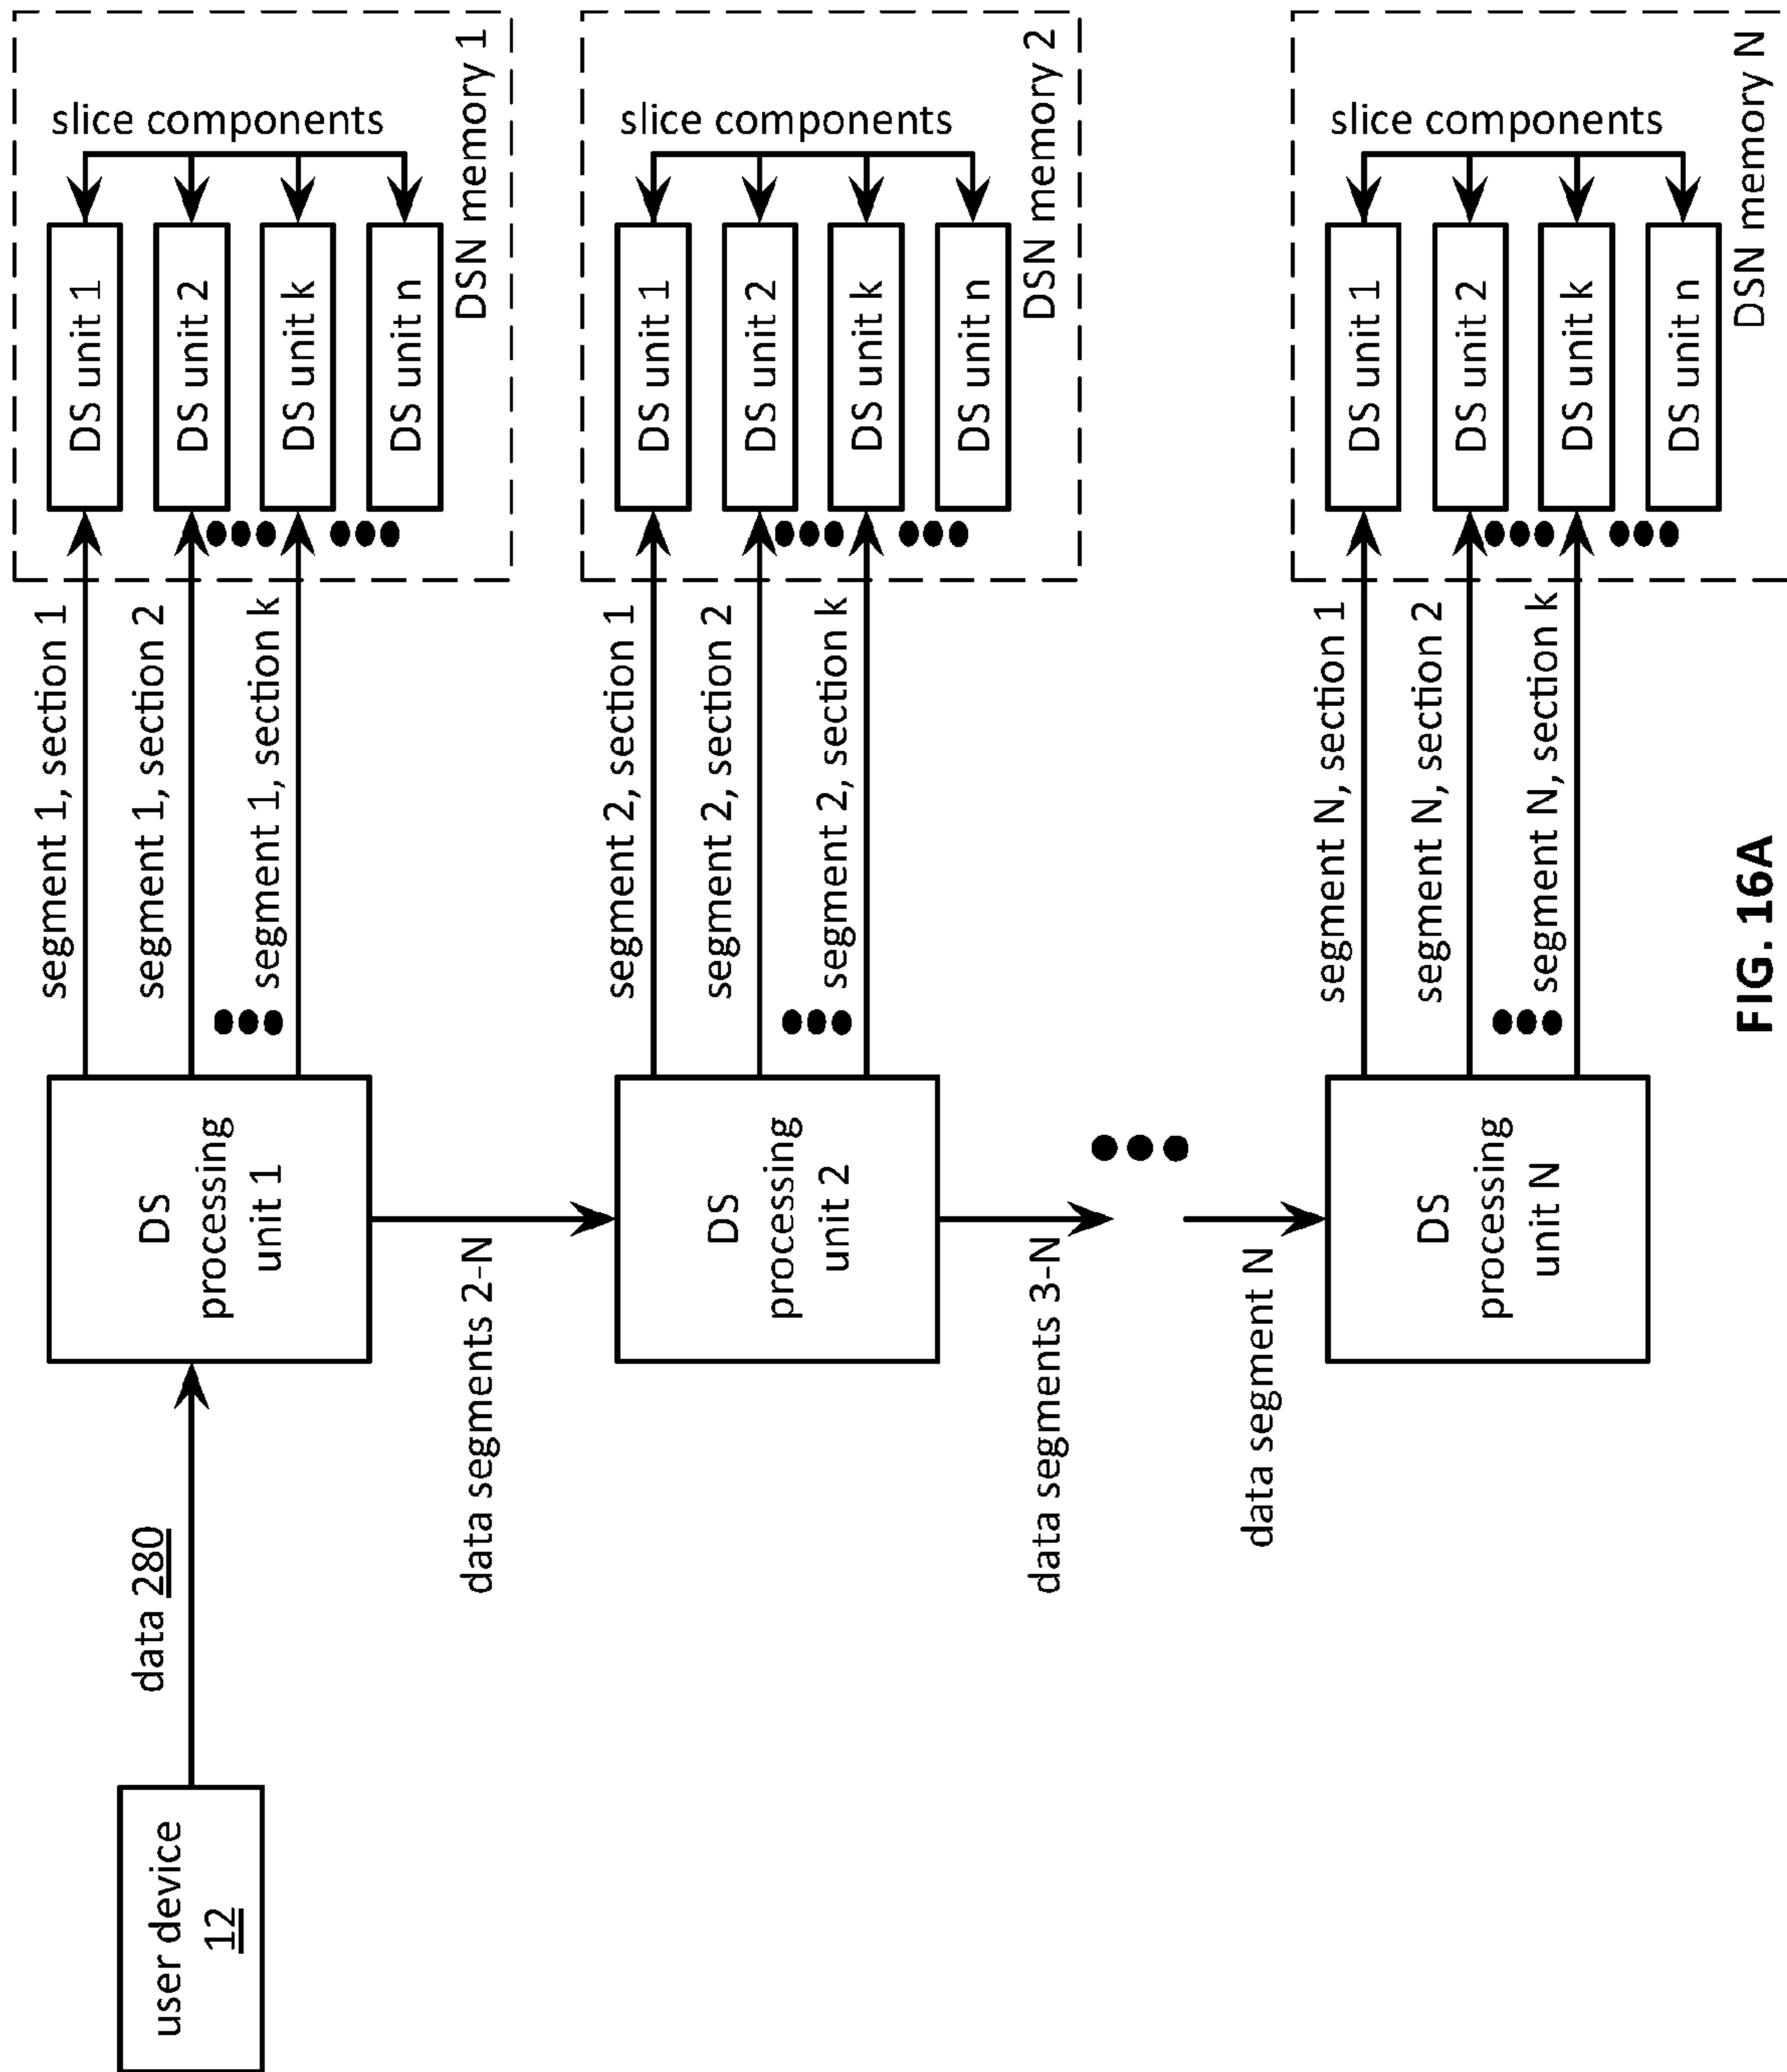 user device
12
data 280
DS
processing
unit 1
segment 1, section 1
segment 1, section 2
segment 1, section k
DS unit 1
DS unit 2
DS unit k
DS unit n
slice components
DSN memory 1
data segments 2-N
DS
processing
unit 2
segment 2, section 1
segment 2, section 2
segment 2, section k
DS unit 1
DS unit 2
DS unit k
DS unit n
slice components
DSN memory 2
data segments 3-N
data segment N
DS
processing
unit N
segment N, section 1
segment N, section 2
segment N, section k
DS unit 1
DS unit 2
DS unit k
DS unit n
slice components
DSN memory N
FIG. 16A